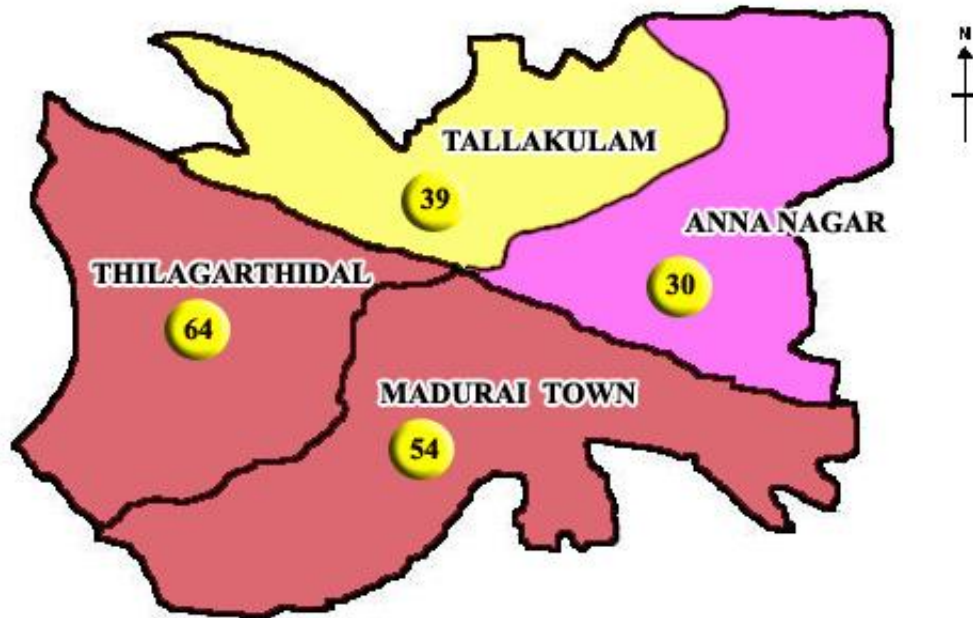 N
TALLAKULAM
39
ANNA NAGAR
30
THILAGARTHIDAL
64
MADURAI TOWN
54